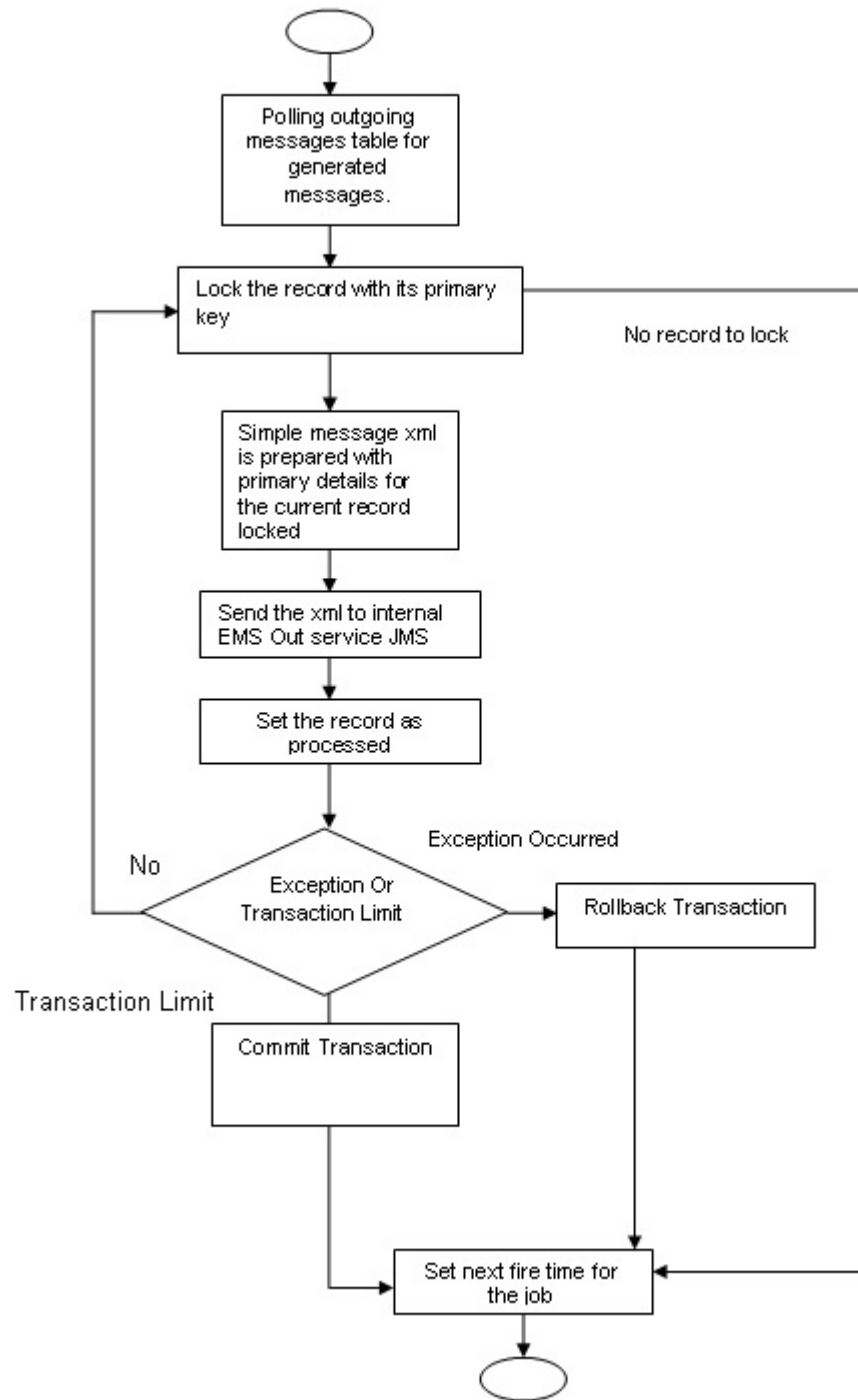 Polling outgoing
messages table for
generated
messages.
Lock the record with its primary
key
No record to lock
Simple message xml
is prepared with
primary details for
the current record
locked
Send the xml to internal
EMS Out service JMS
Set the record as
processed
Exception Occurred
No
Exception Or
Transaction Limit
Rollback Transaction
Transaction Limit
Commit Transaction
Set next fire time for
the job